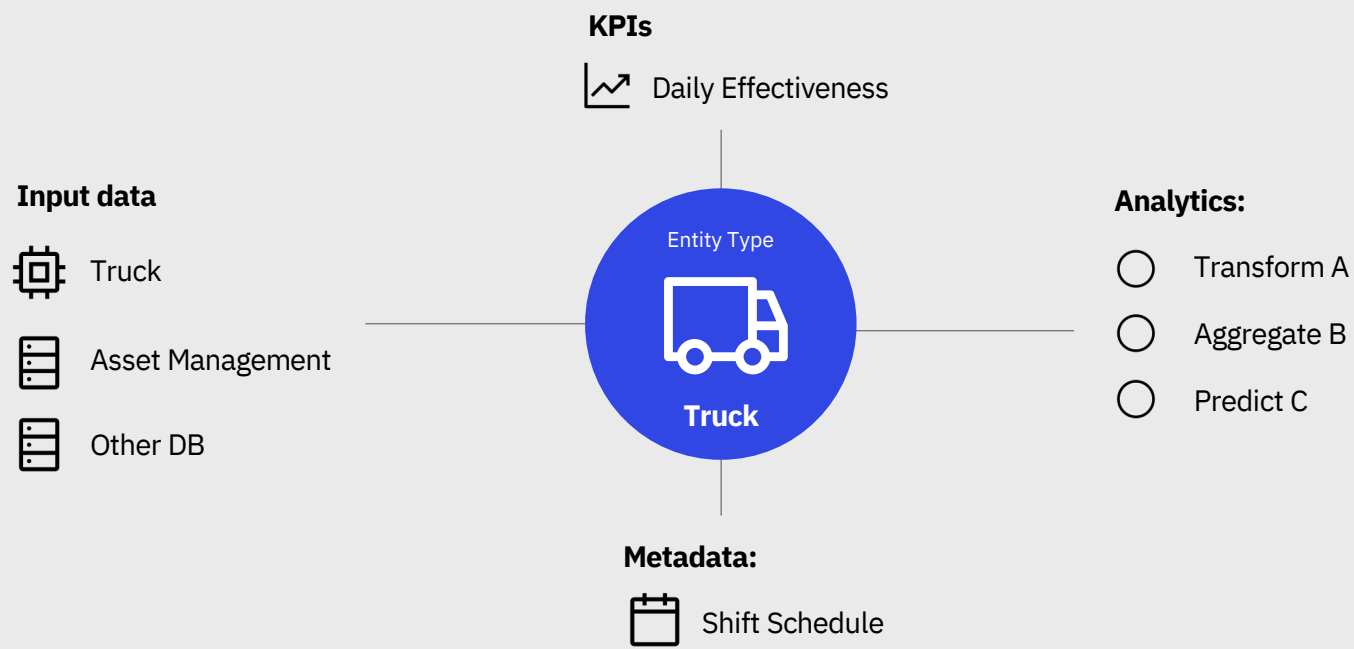 KPIs
Daily Effectiveness
Input data
Truck
Asset Management
Other DB
Entity Type
Truck
Analytics:
Transform A
Aggregate B
Predict C
Metadata:
Shift Schedule